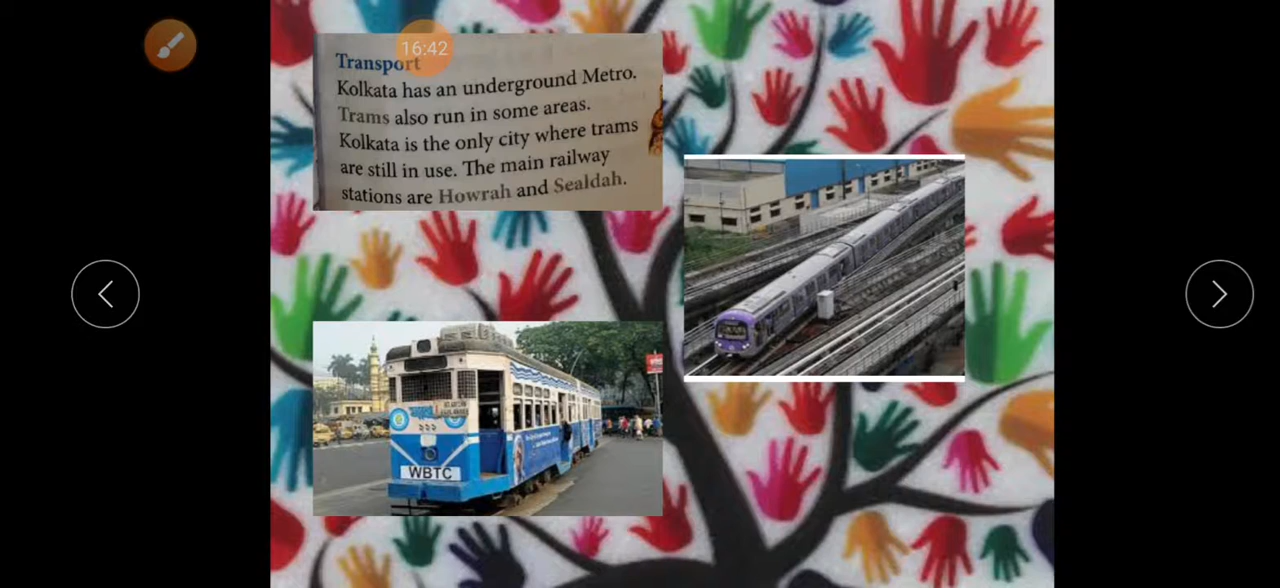 16:42
Transport
Kolkata has an underground Metro.
Trams also run in some areas.
Kolkata is the only city where trams
are still in use. The main railway
stations are Howrah and Sealdah.
২২২
WBTC